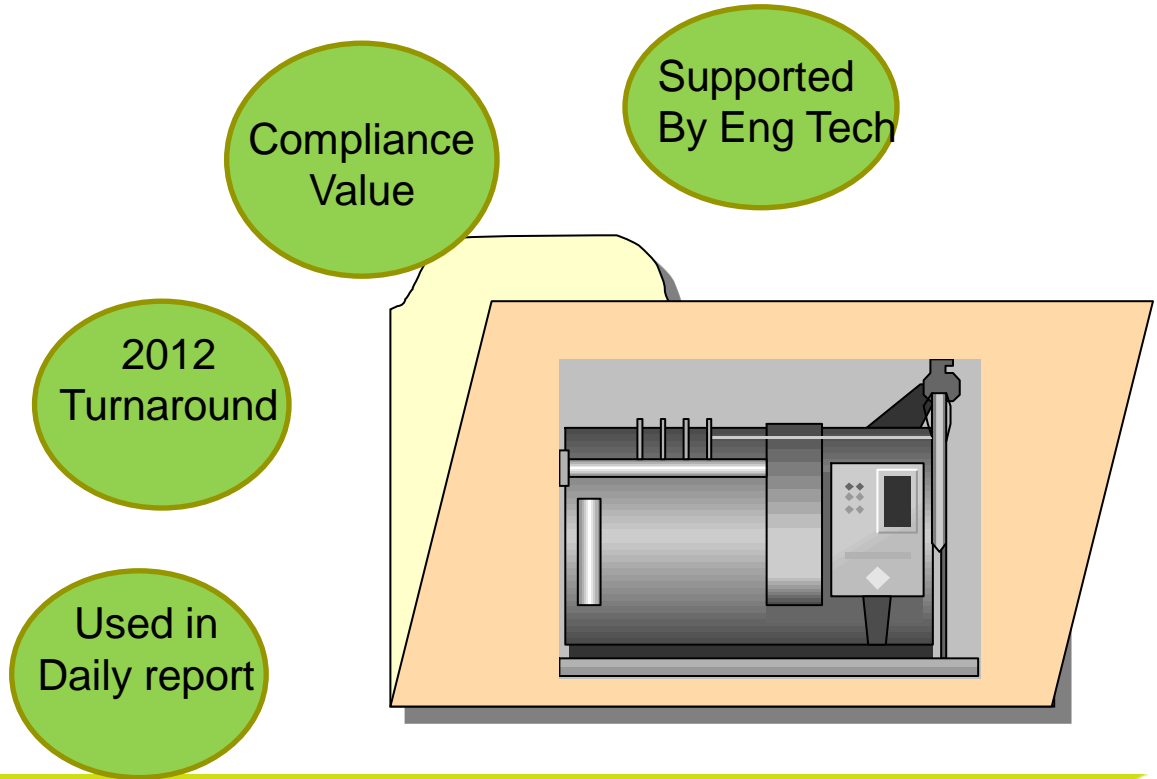 Supported
By Eng Tech
Compliance
Value
2012
Turnaround
Used in
Daily report